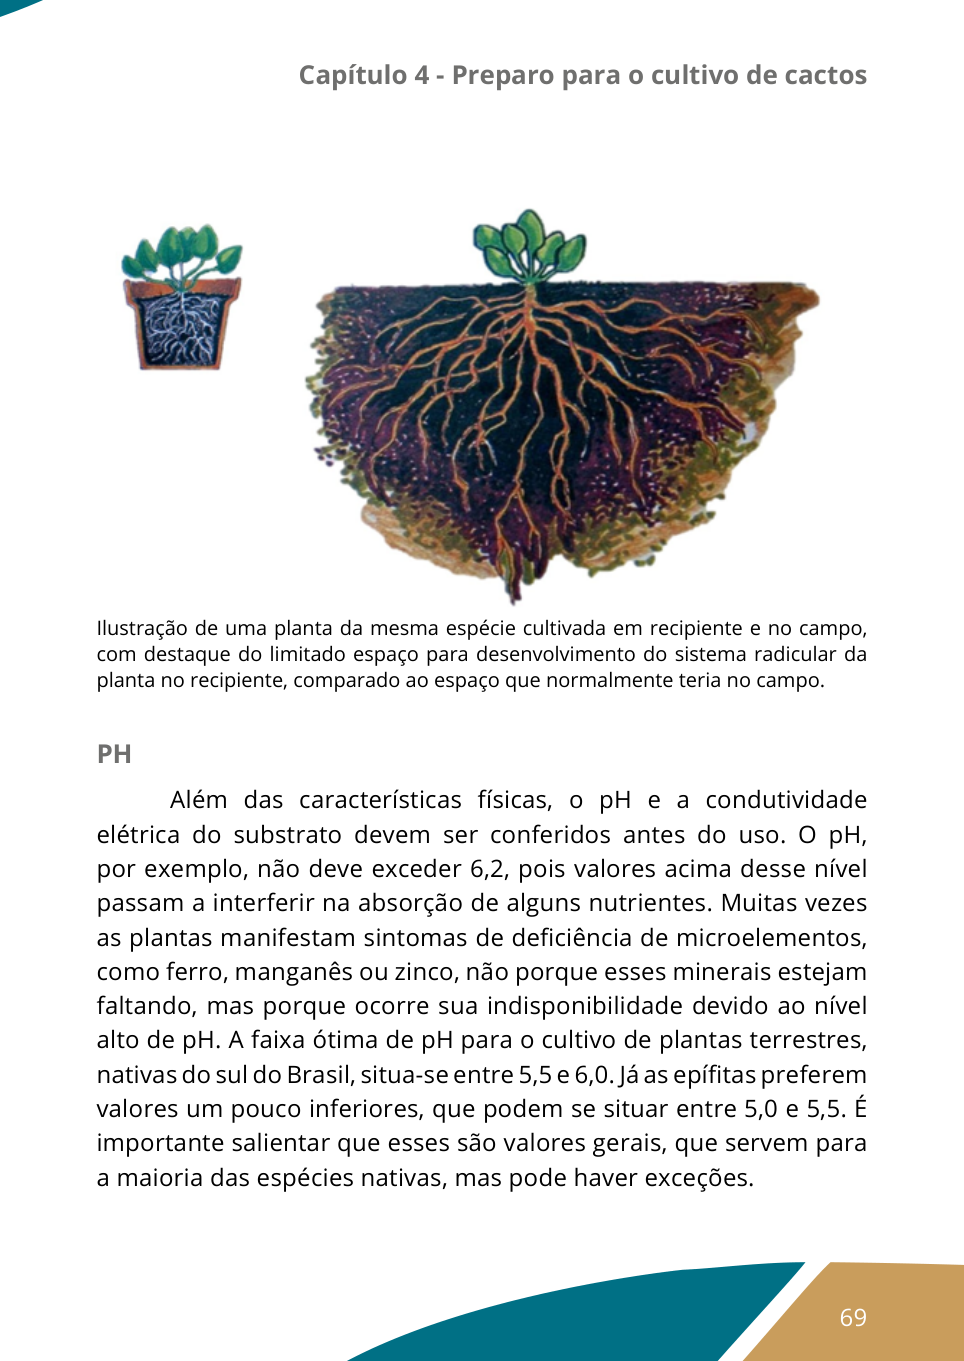 Capítulo 4 - Preparo para o cultivo de cactos
Ilustração de uma planta da mesma espécie cultivada em recipiente e no campo,
com destaque do limitado espaço para desenvolvimento do sistema radicular da
planta no recipiente, comparado ao espaço que normalmente teria no campo.
PH
Além das características físicas, o pH e a condutividade
elétrica do substrato devem ser conferidos antes do uso. O pH,
por exemplo, não deve exceder 6,2, pois valores acima desse nível
passam a interferir na absorção de alguns nutrientes. Muitas vezes
as plantas manifestam sintomas de deficiência de microelementos,
como ferro, manganês ou zinco, não porque esses minerais estejam
faltando, mas porque ocorre sua indisponibilidade devido ao nível
alto de pH. A faixa ótima de pH para o cultivo de plantas terrestres,
nativas do sul do Brasil, situa-se entre 5,5 e 6,0. Já as epífitas preferem
valores um pouco inferiores, que podem se situar entre 5,0 e 5,5. É
importante salientar que esses são valores gerais, que servem para
a maioria das espécies nativas, mas pode haver exceções.
69